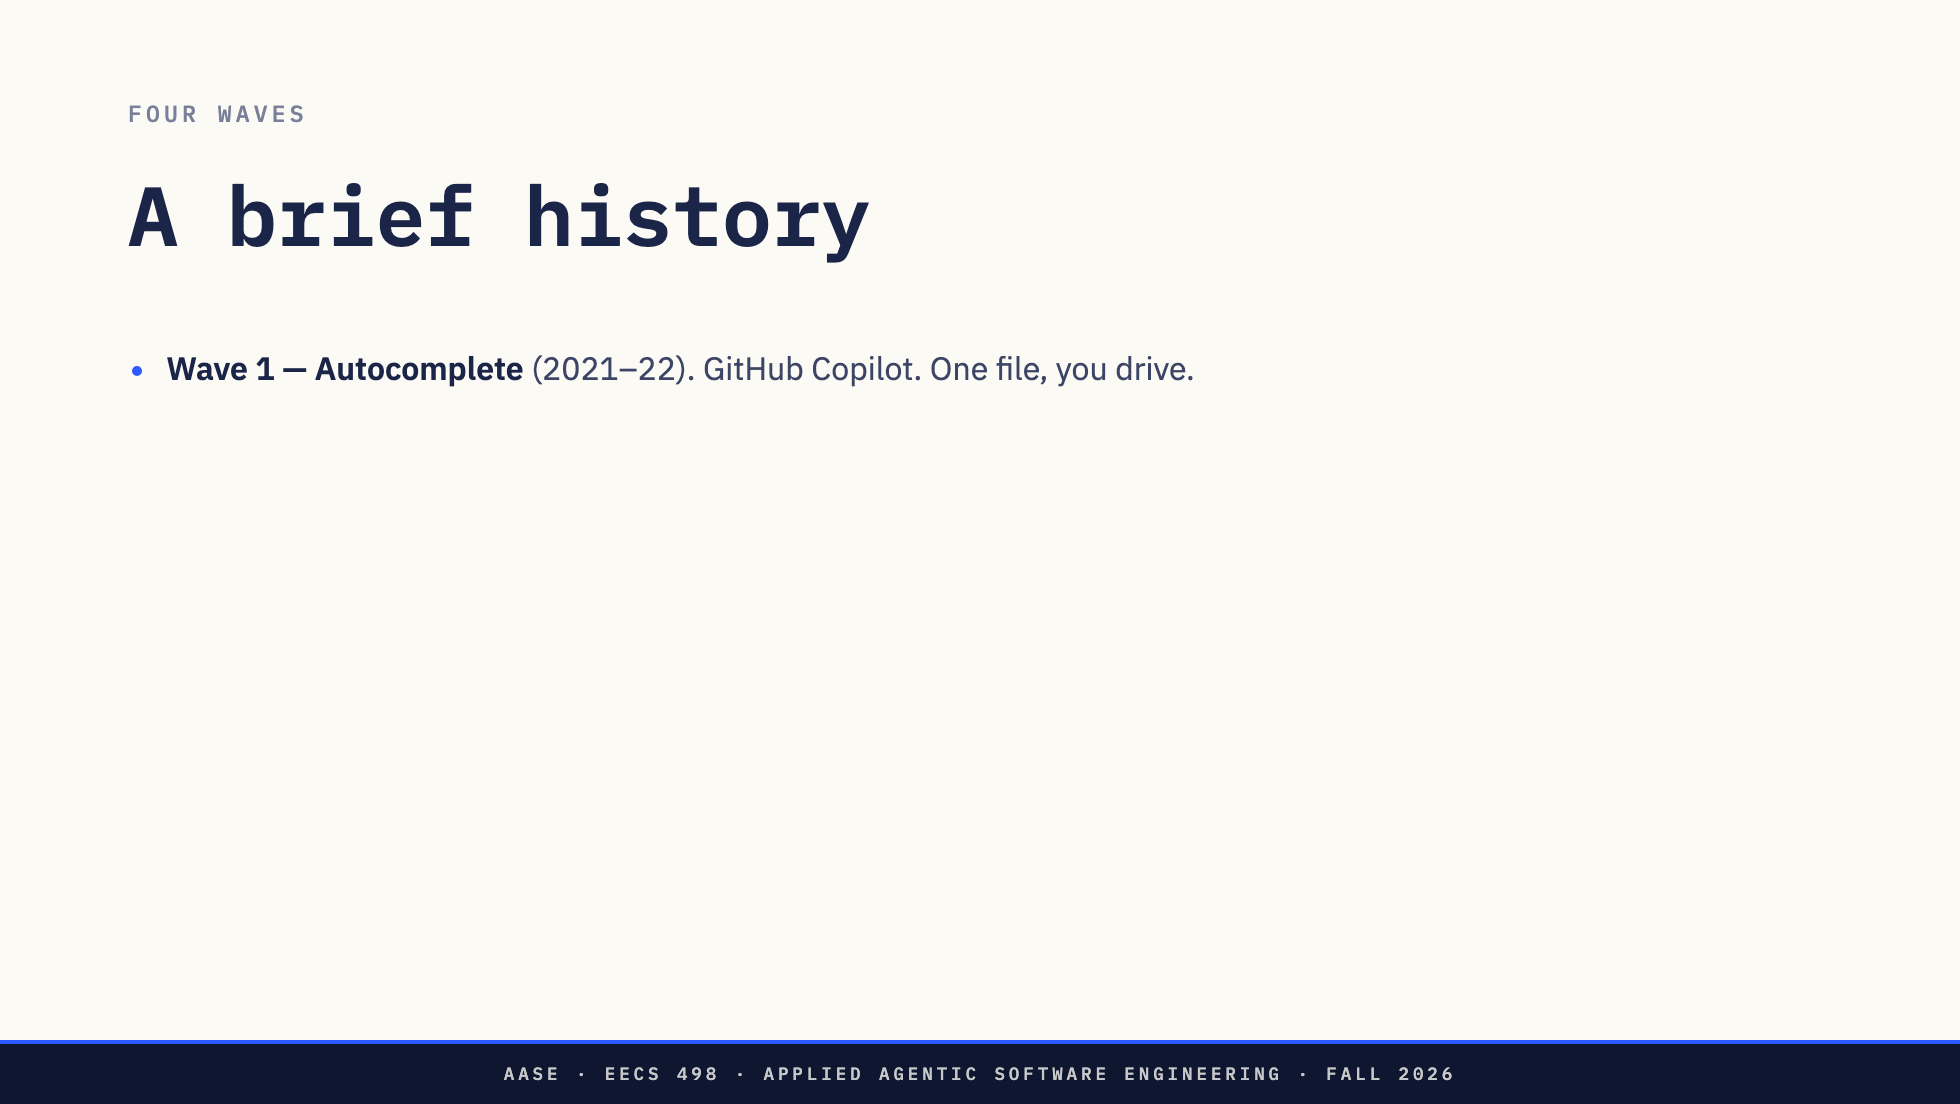 FOUR WAVES
A brief history
• Wave 1 — Autocomplete (2021–22). GitHub Copilot. One file, you drive.
AASE · EECS 498 · APPLIED AGENTIC SOFTWARE ENGINEERING · FALL 2026